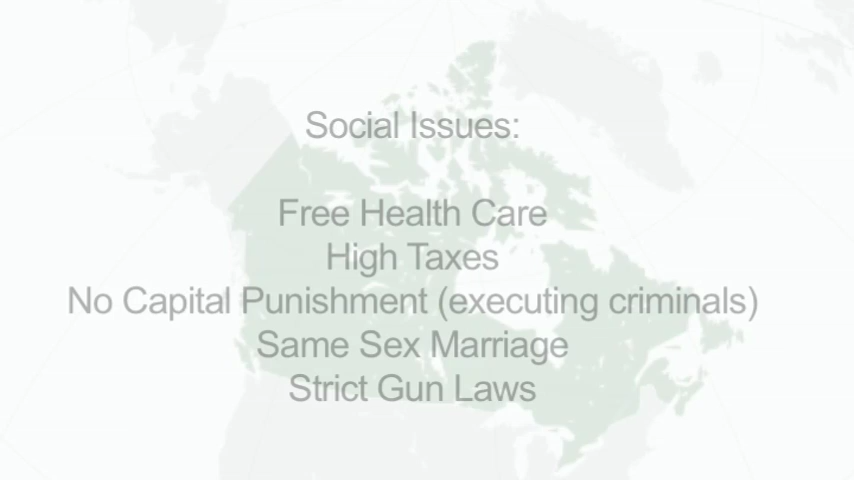 Social Issues:
Free Health Care
High Taxes
No Capital Punishment (executing criminals)
Same Sex Marriage
Strict Gun Laws